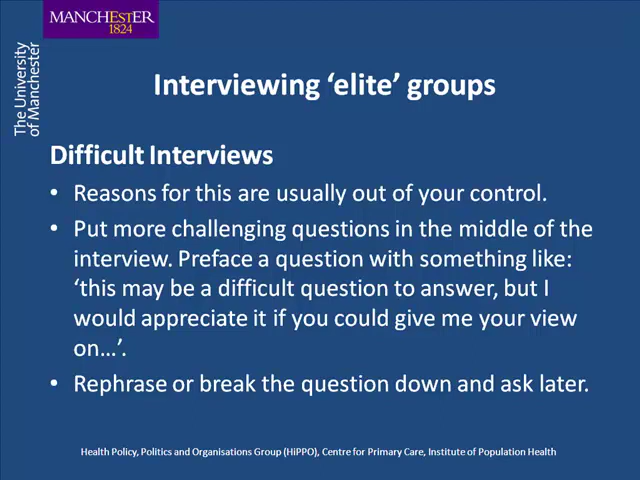 MANCHESTER
1824
The University
of Manchester
Interviewing ‘elite’ groups
Difficult Interviews
• Reasons for this are usually out of your control.
• Put more challenging questions in the middle of the
interview. Preface a question with something like:
‘this may be a difficult question to answer, but I
would appreciate it if you could give me your view
on…’.
• Rephrase or break the question down and ask later.
Health Policy, Politics and Organisations Group (HiPPO), Centre for Primary Care, Institute of Population Health